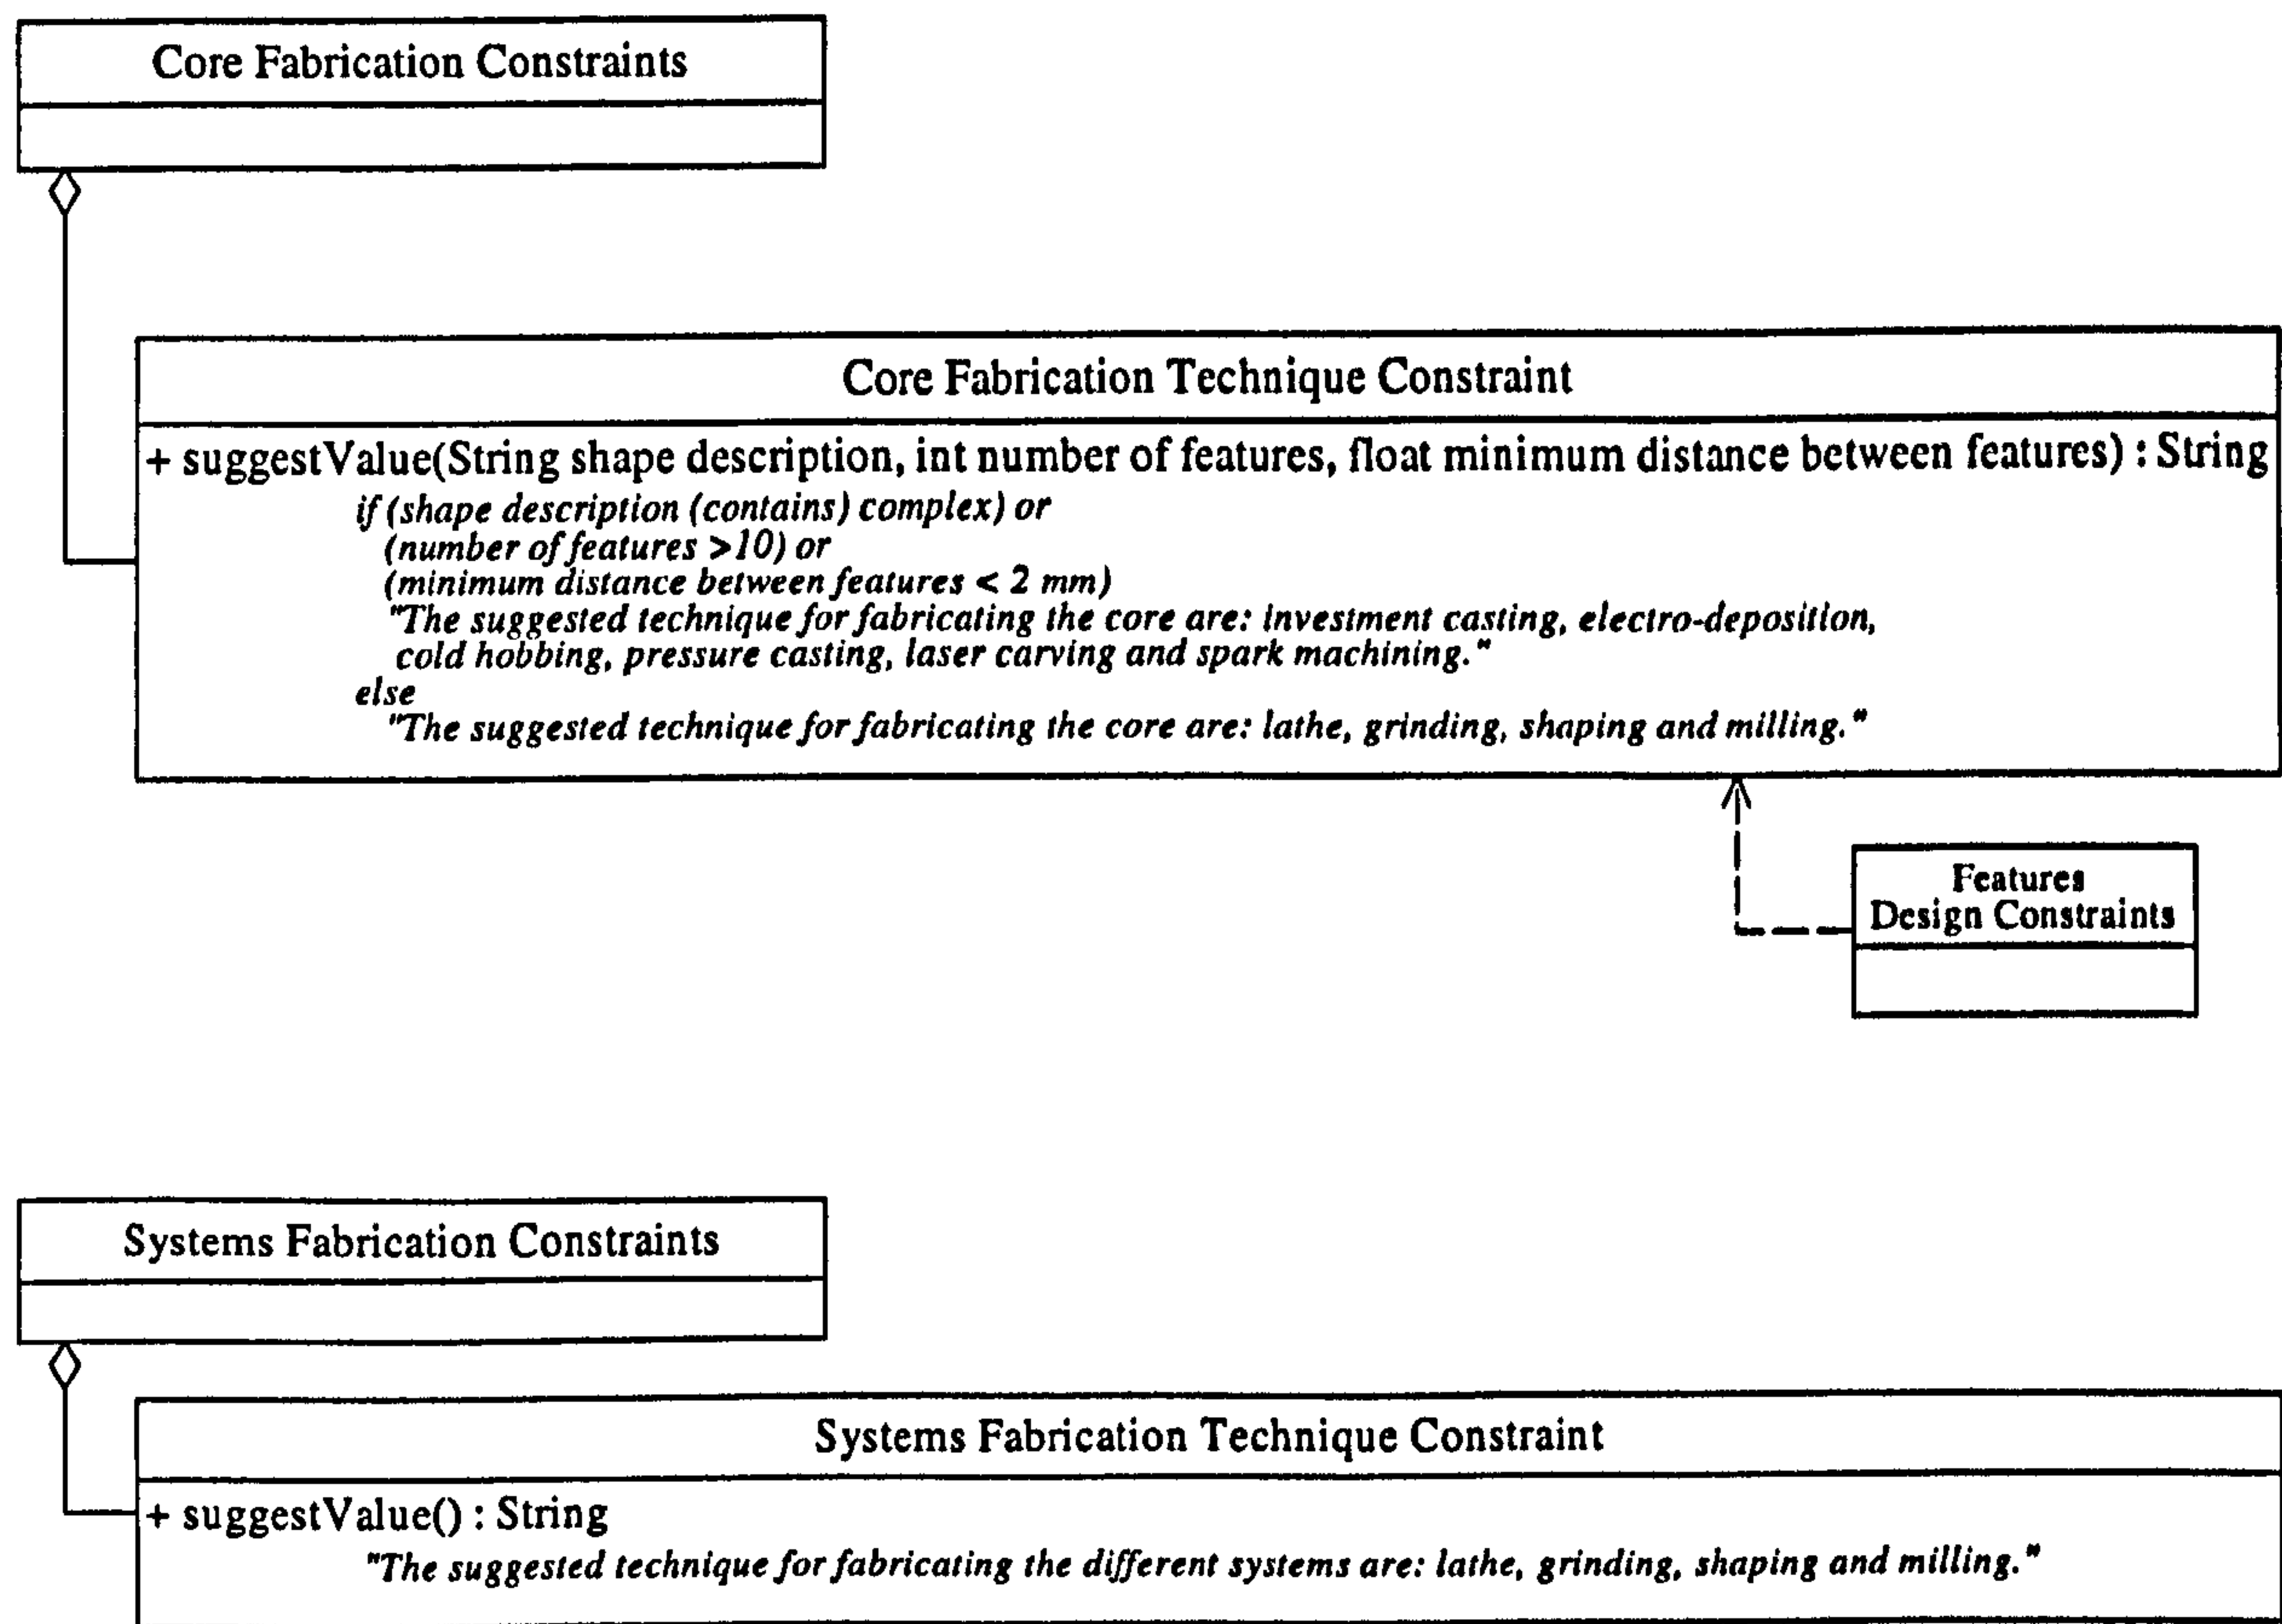 Core Fabrication Constraints
Core Fabrication Technique Constraint
+ suggestValue(String shape description, int number of features, float minimum distance between features) : String
if (shape description (contains) complex) or
(number of features >10) or
(minimum distance between features < 2 mm)
"The suggested technique for fabricating the core are: investment casting, electro-deposition,
cold hobbing, pressure casting, laser carving and spark machining."
else
"The suggested technique for fabricating the core are: lathe, grinding, shaping and milling."
Features
Design Constraints
Systems Fabrication Constraints
Systems Fabrication Technique Constraint
+ suggestValue() : String
"The suggested technique for fabricating the different systems are: lathe, grinding, shaping and milling."